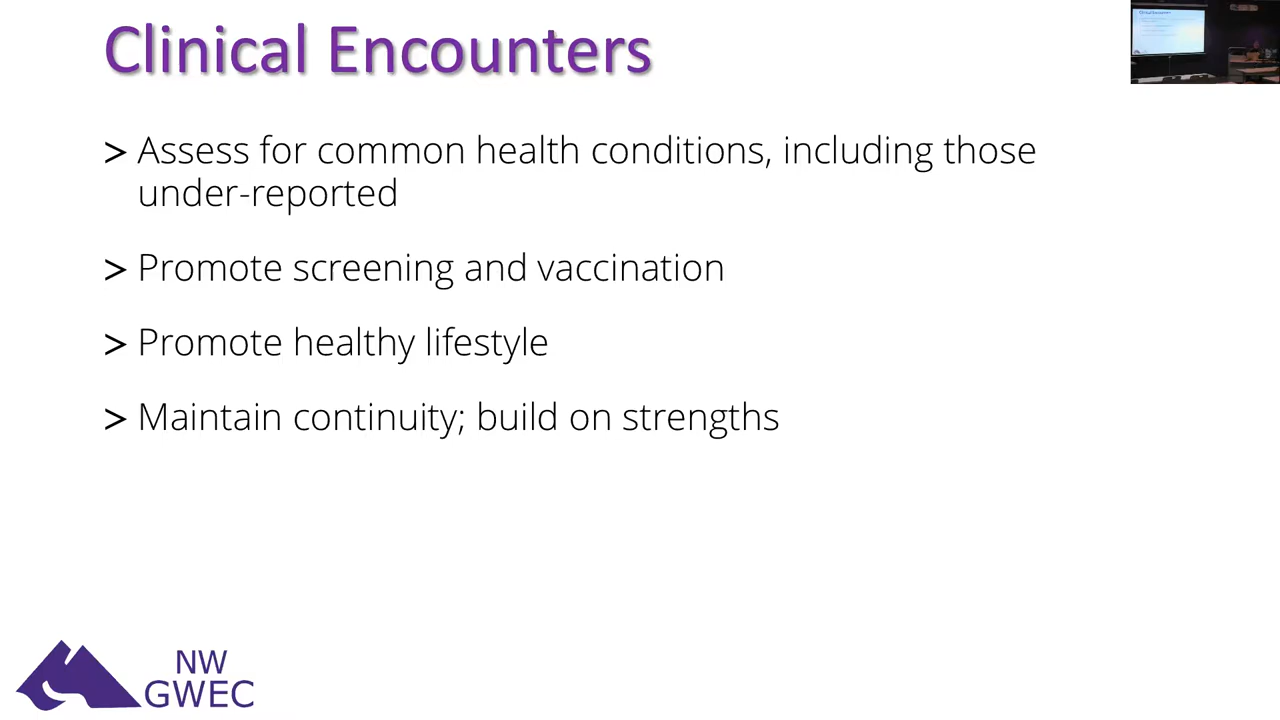 Clinical Encounters
> Assess for common health conditions, including those
under-reported
> Promote screening and vaccination
> Promote healthy lifestyle
> Maintain continuity; build on strengths
NW
GWEC